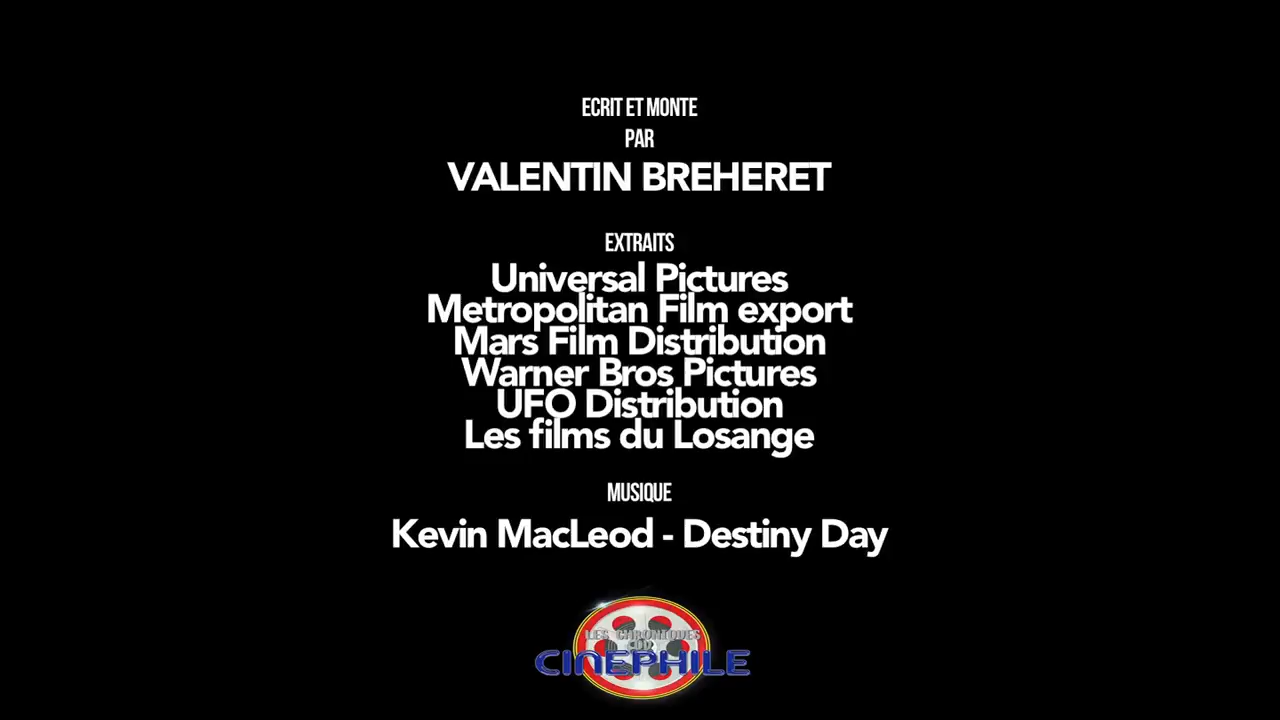 ECRIT ET MONTE
PAR
VALENTIN BREHERET
EXTRAITS
Universal Pictures
Metropolitan Film export
Mars Film Distribution
Warner Bros Pictures
UFO Distribution
Les films du Losange
MUSIQUE
Kevin MacLeod - Destiny Day
LES CHRONIQUES
DU
CINEPHILE